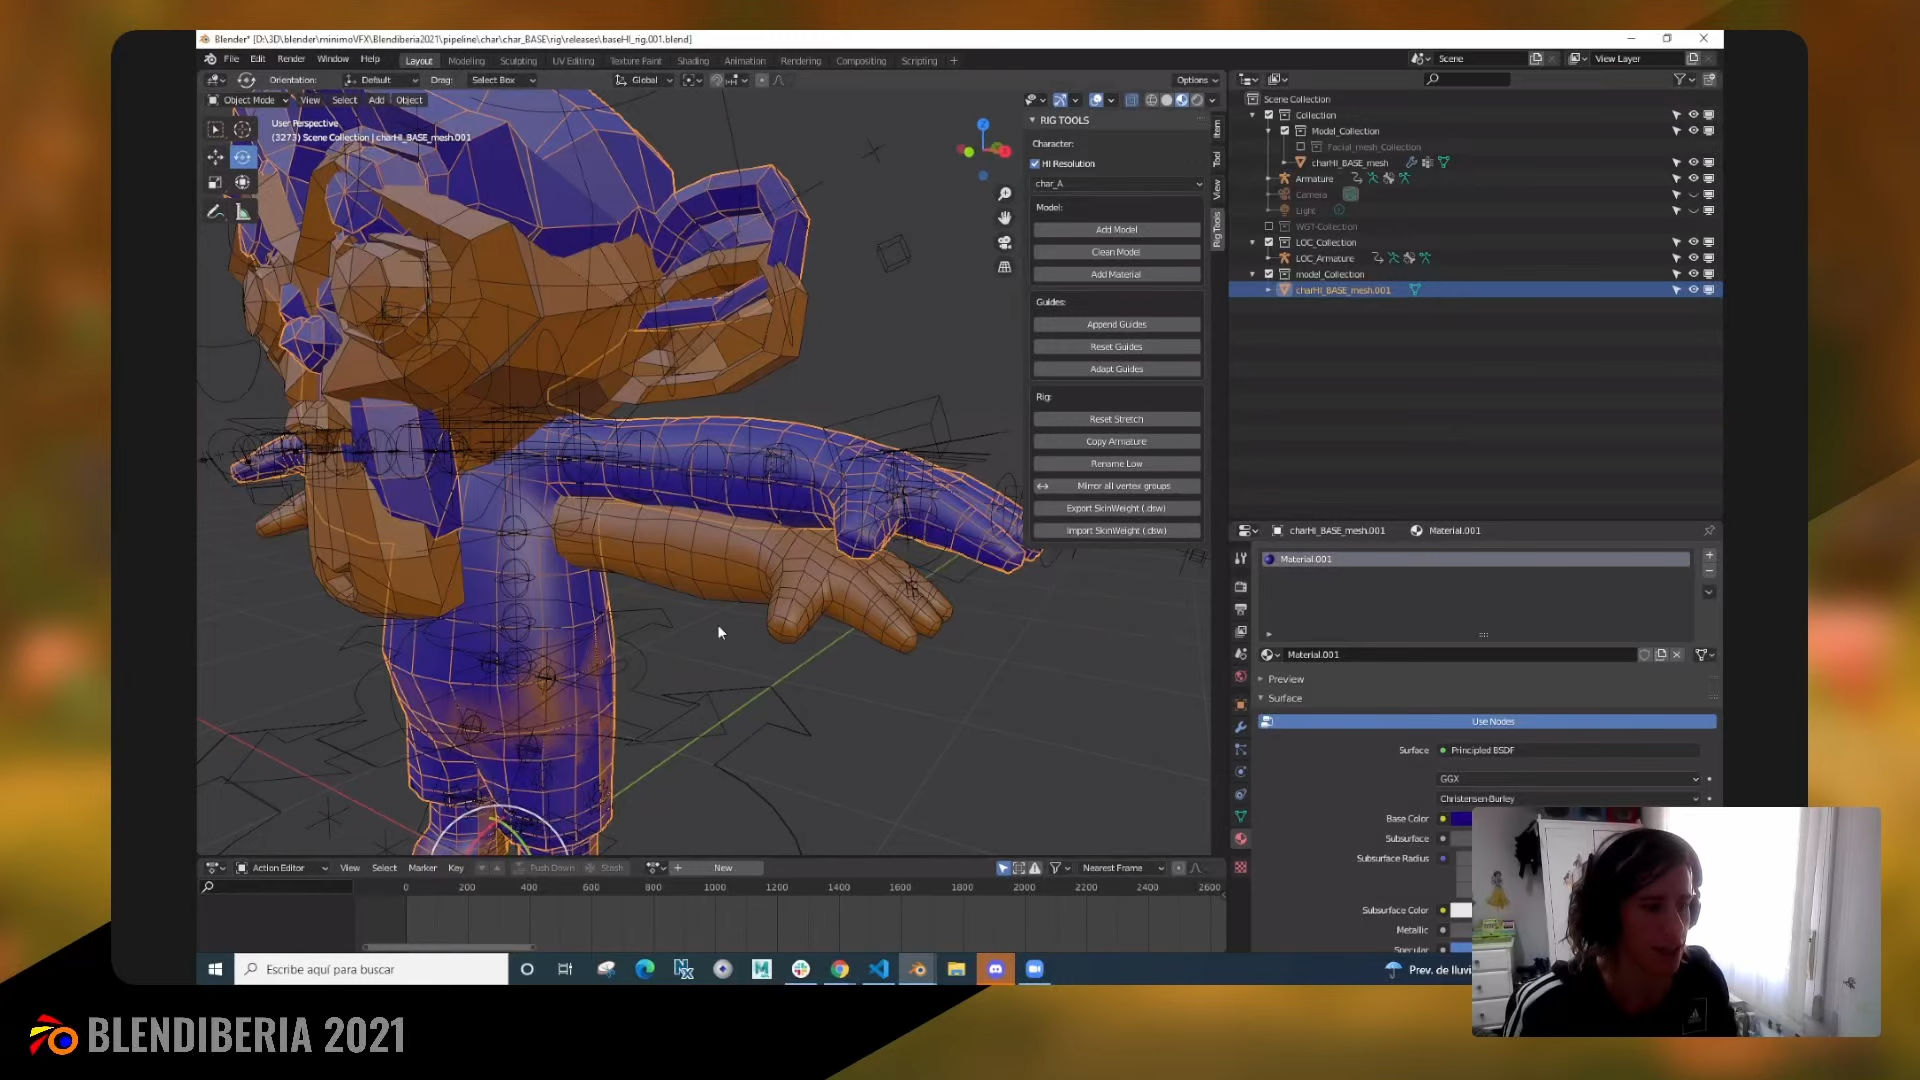 Blender* [D:\3D\blender\minimoVFX\Blendiberia2021\pipeline\char\char_BASE\rig\releases\baseHI_rig.001.blend]
File Edit Render Window Help Layout Modeling Sculpting UV Editing Texture Paint Shading Animation Rendering Compositing Scripting + Scene View Layer
Orientation: Default Drag: Select Box Global Options
Object Mode View Select Add Object
User Perspective
(3273) Scene Collection | charHI_BASE_mesh.001
RIG TOOLS
Character:
HI Resolution
char_A
Model:
Add Model
Clean Model
Add Material
Guides:
Append Guides
Reset Guides
Adapt Guides
Rig:
Reset Stretch
Copy Armature
Rename Low
Mirror all vertex groups
Export SkinWeight (.dsw)
Import SkinWeight (.dsw)
Item
Tool
View
Rig Tools
Scene Collection
Collection
Model_Collection
Facial_mesh_Collection
charHI_BASE_mesh
Armature
Camera
Light
WGT-Collection
LOC_Collection
LOC_Armature
model_Collection
charHI_BASE_mesh.001
charHI_BASE_mesh.001 Material.001
Material.001
Material.001
Preview
Surface
Use Nodes
Surface Principled BSDF
GGX
Christensen-Burley
Base Color
Subsurface
Subsurface Radius
Subsurface Color
Metallic
Specular
Action Editor View Select Marker Key Push Down Stash + New Nearest Frame
0 200 400 600 800 1000 1200 1400 1600 1800 2000 2200 2400 2600
Escribe aquí para buscar
Prev. de lluvi
BLENDIBERIA 2021